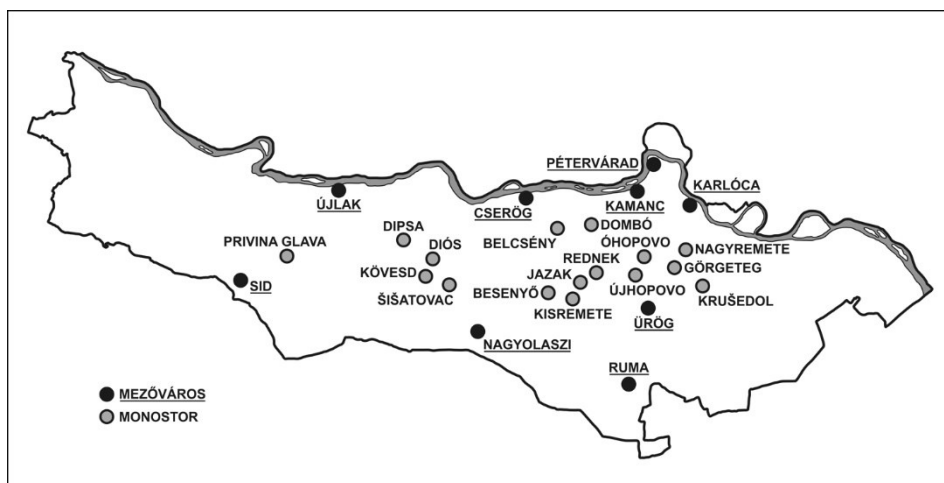 PÉTERVÁRAD
KARLÓCA
ÚJLAK
CSERÖG
KAMANC
DIPSA
DOMBÓ
PRIVINA GLAVA
DIÓS
BELCSÉNY
ÓHOPOVO
NAGYREMETE
REDNEK
KÖVESD
JAZAK
GÖRGETEG
SID
ŠIŠATOVAC
BESENYŐ
ÚJHOPOVO
KRUŠEDOL
KISREMETE
ÜRÖG
NAGYOLASZI
RUMA
MEZŐVÁROS
MONOSTOR